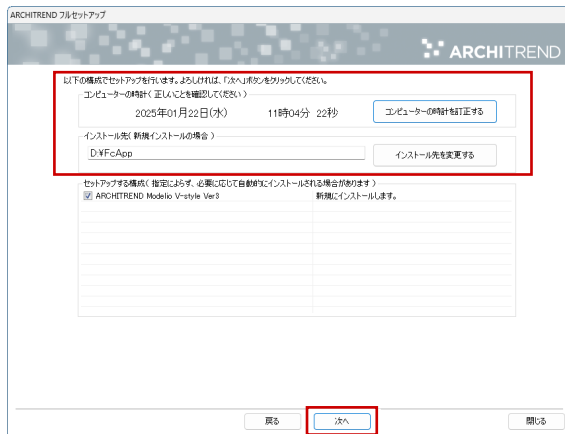 ARCHITREND フルセットアップ
ARCHITREND
以下の構成でセットアップを行います。よろしければ、「次へ」ボタンをクリックしてください。
コンピューターの時計( 正しいことを確認してください )
2025年01月22日(水) 11時04分 22秒 コンピューターの時計を訂正する
インストール先( 新規インストールの場合 )
D:¥FcApp インストール先を変更する
セットアップする構成( 指定によらず、必要に応じて自動的にインストールされる場合があります )
ARCHITREND Modelio V-style Ver3 新規にインストールします。
戻る 次へ 閉じる